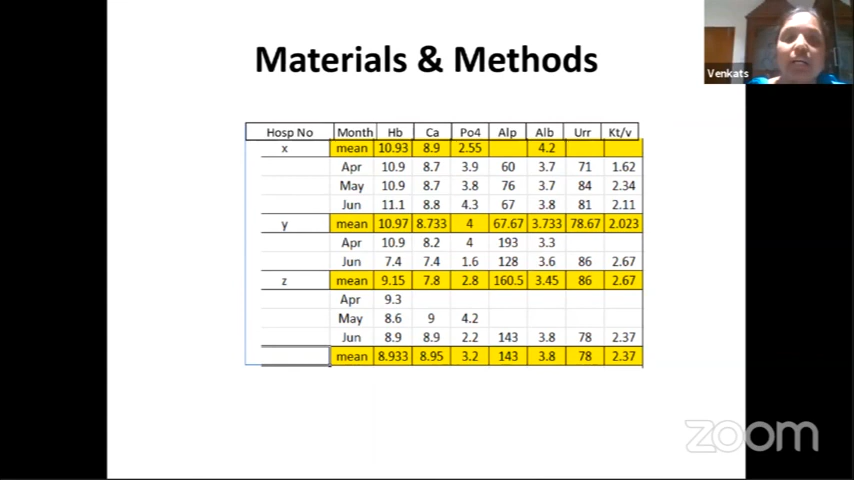 Materials & Methods
Venkats
Hosp No Month Hb Ca Po4 Alp Alb Urr Kt/v
x mean 10.93 8.9 2.55 4.2
Apr 10.9 8.7 3.9 60 3.7 71 1.62
May 10.9 8.7 3.8 76 3.7 84 2.34
Jun 11.1 8.8 4.3 67 3.8 81 2.11
y mean 10.97 8.733 4 67.67 3.733 78.67 2.023
Apr 10.9 8.2 4 193 3.3
Jun 7.4 7.4 1.6 128 3.6 86 2.67
z mean 9.15 7.8 2.8 160.5 3.45 86 2.67
Apr 9.3
May 8.6 9 4.2
Jun 8.9 8.9 2.2 143 3.8 78 2.37
mean 8.933 8.95 3.2 143 3.8 78 2.37
zoom